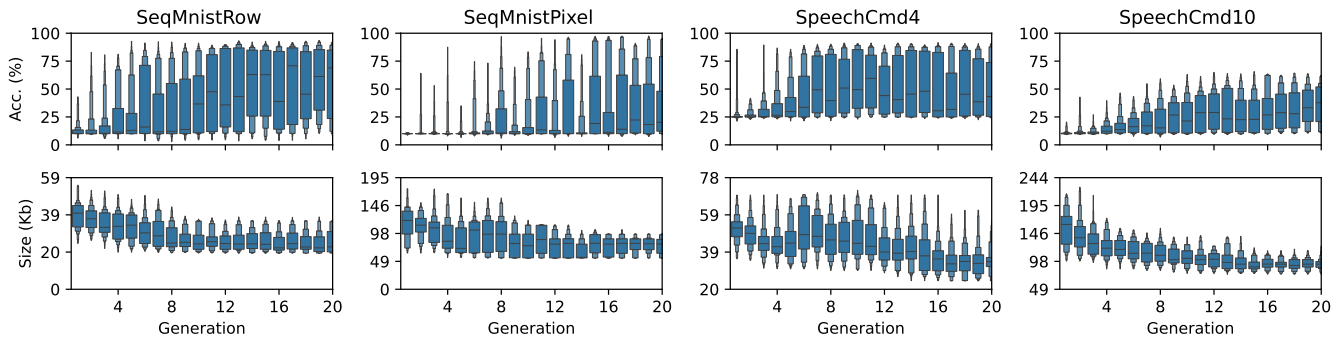 SeqMnistRow SeqMnistPixel SpeechCmd4 SpeechCmd10
Acc. (%)
100 75 50 25 0
100 75 50 25 0
100 75 50 25 0
100 75 50 25 0
Size (Kb)
59 39 20 0
195 146 98 49 0
78 59 39 20
244 195 146 98 49
4 8 12 16 20
4 8 12 16 20
4 8 12 16 20
4 8 12 16 20
Generation Generation Generation Generation